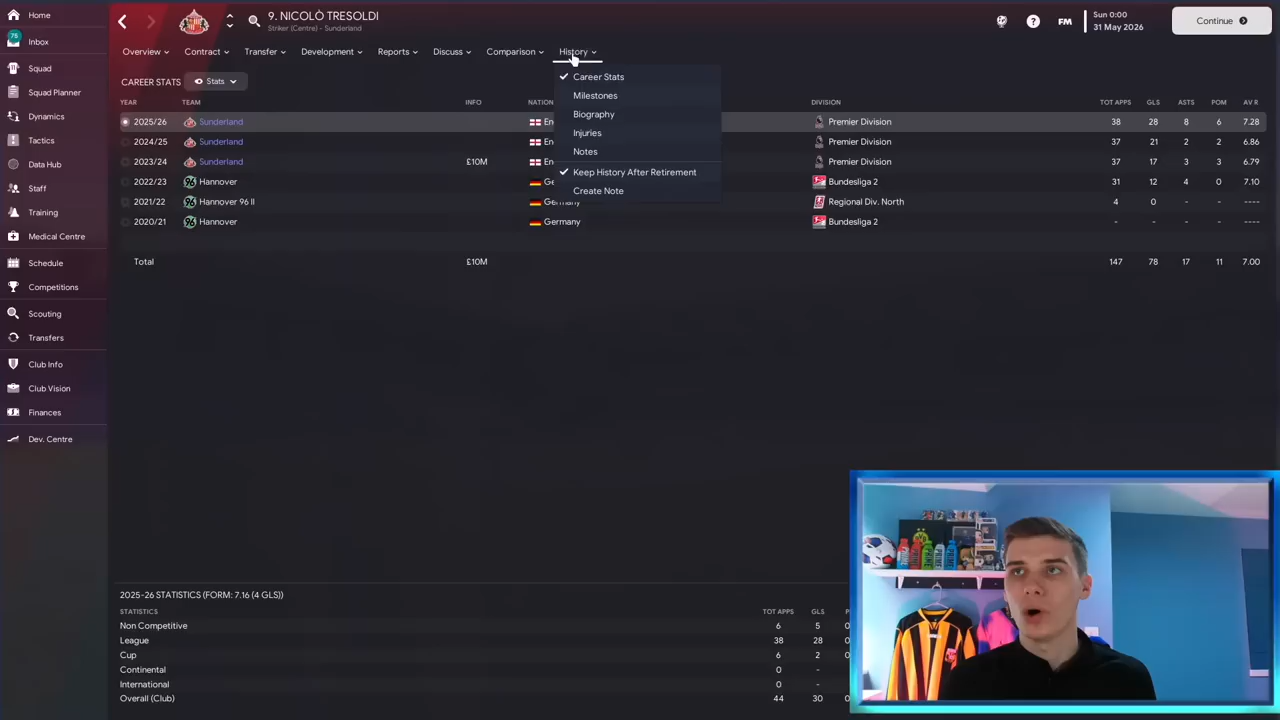 Home
75
Inbox
Squad
Squad Planner
Dynamics
Tactics
Data Hub
Staff
Training
Medical Centre
Schedule
Competitions
Scouting
Transfers
Club Info
Club Vision
Finances
Dev. Centre
9. NICOLÒ TRESOLDI
Striker (Centre) - Sunderland
FM
Sun 0:00
31 May 2026
Continue
Overview
Contract
Transfer
Development
Reports
Discuss
Comparison
History
CAREER STATS
Stats
Career Stats
Milestones
Biography
Injuries
Notes
Keep History After Retirement
Create Note
YEAR TEAM INFO NATION DIVISION TOT APPS GLS ASTS POM AV R
2025/26 Sunderland En Premier Division 38 28 8 6 7.28
2024/25 Sunderland En Premier Division 37 21 2 2 6.86
2023/24 Sunderland £10M En Premier Division 37 17 3 3 6.79
2022/23 96 Hannover Ge Bundesliga 2 31 12 4 0 7.10
2021/22 96 Hannover 96 II Germany Regional Div. North 4 0 - - ----
2020/21 96 Hannover Germany Bundesliga 2 - - - - ----
Total £10M 147 78 17 11 7.00
2025-26 STATISTICS (FORM: 7.16 (4 GLS))
STATISTICS TOT APPS GLS
Non Competitive 6 5
League 38 28
Cup 6 2
Continental 0 -
International 0 -
Overall (Club) 44 30